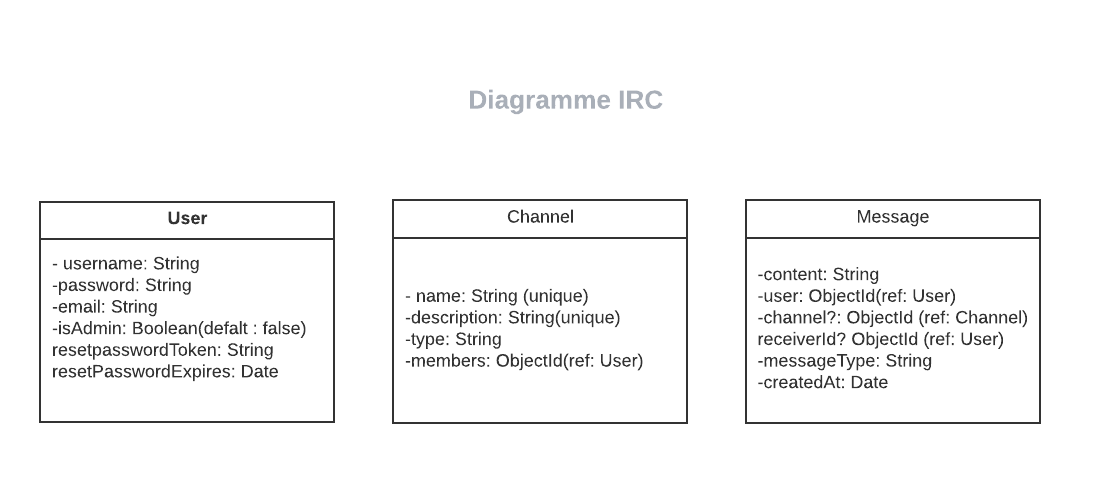 Diagramme IRC
User
- username: String
-password: String
-email: String
-isAdmin: Boolean(defalt : false)
resetpasswordToken: String
resetPasswordExpires: Date
Channel
- name: String (unique)
-description: String(unique)
-type: String
-members: ObjectId(ref: User)
Message
-content: String
-user: ObjectId(ref: User)
-channel?: ObjectId (ref: Channel)
receiverId? ObjectId (ref: User)
-messageType: String
-createdAt: Date